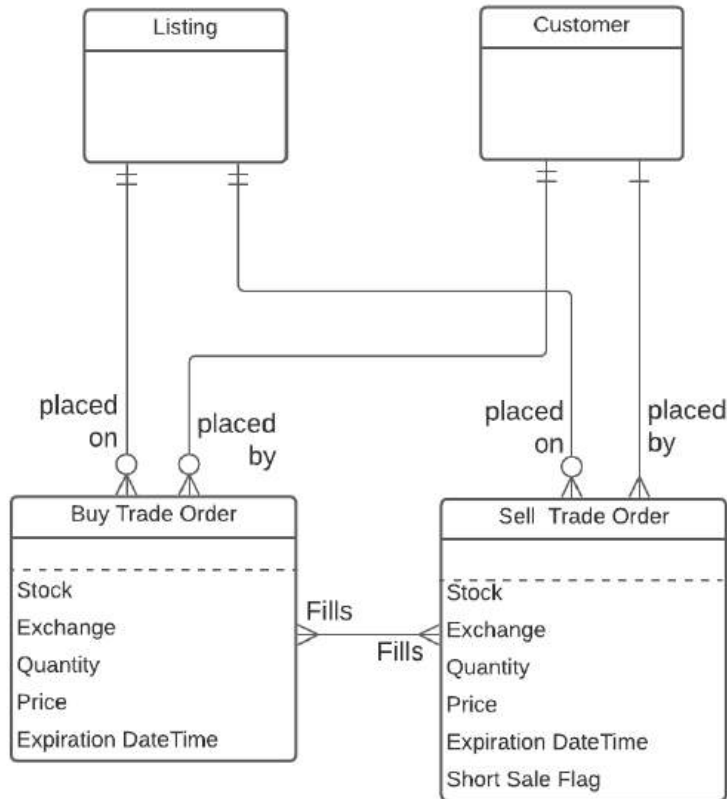 Listing
Customer
placed
on
placed
by
placed
on
placed
by
Buy Trade Order
Stock
Exchange
Quantity
Price
Expiration DateTime
Fills
Fills
Sell Trade Order
Stock
Exchange
Quantity
Price
Expiration DateTime
Short Sale Flag